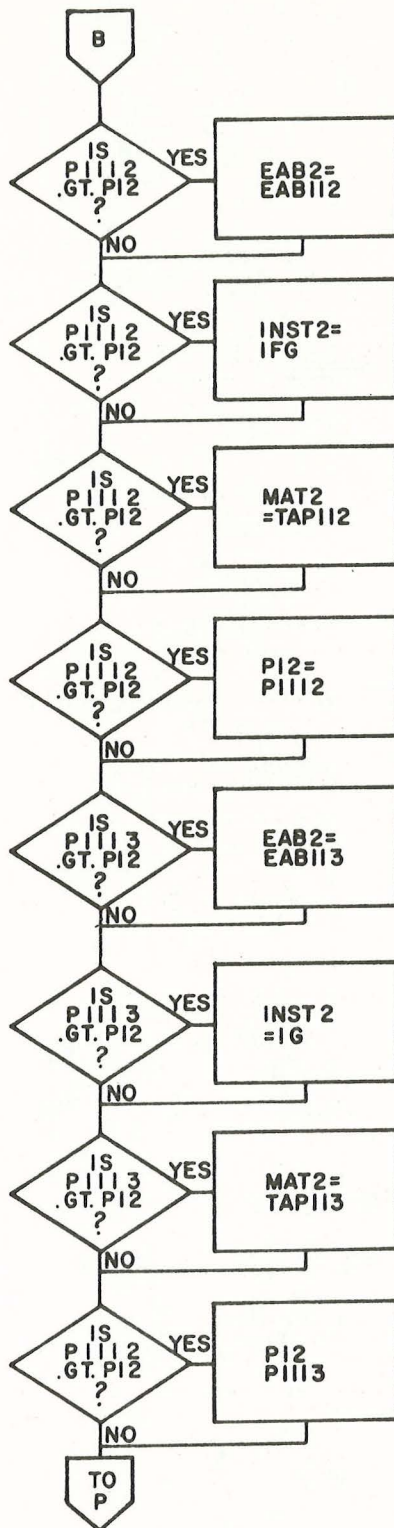 B
IS
PI112
.GT. PI2
?
YES
EAB2=
EAB112
NO
IS
PI112
.GT. PI2
?
YES
INST2=
IFG
NO
IS
PI112
.GT. PI2
?
YES
MAT2
=TAP112
NO
IS
PI112
.GT. PI2
?
YES
PI2=
PI112
NO
IS
PI113
.GT. PI2
?
YES
EAB2=
EAB113
NO
IS
PI113
.GT. PI2
?
YES
INST2
=IG
NO
IS
PI113
.GT. PI2
?
YES
MAT2=
TAP113
NO
IS
PI112
.GT. PI2
?
YES
PI2
PI113
NO
TO
P